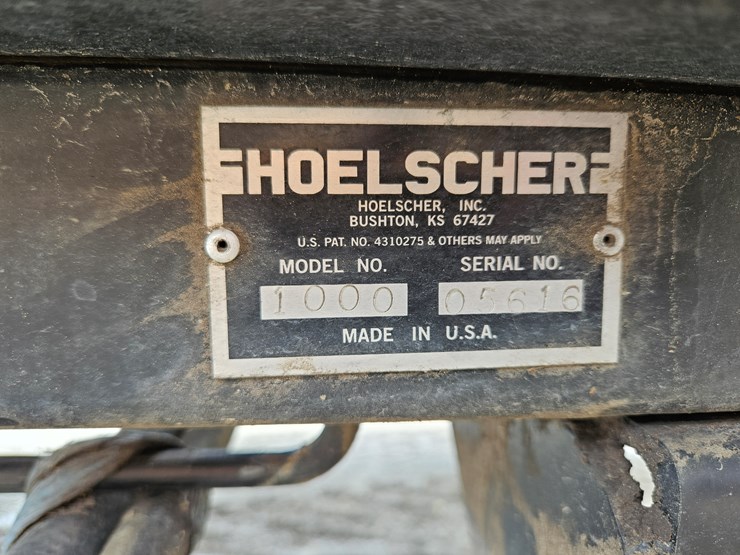 HOELSCHER
HOELSCHER, INC.
BUSHTON, KS 67427
U.S. PAT. NO. 4310275 & OTHERS MAY APPLY
MODEL NO. SERIAL NO.
1000
MADE IN U.S.A.